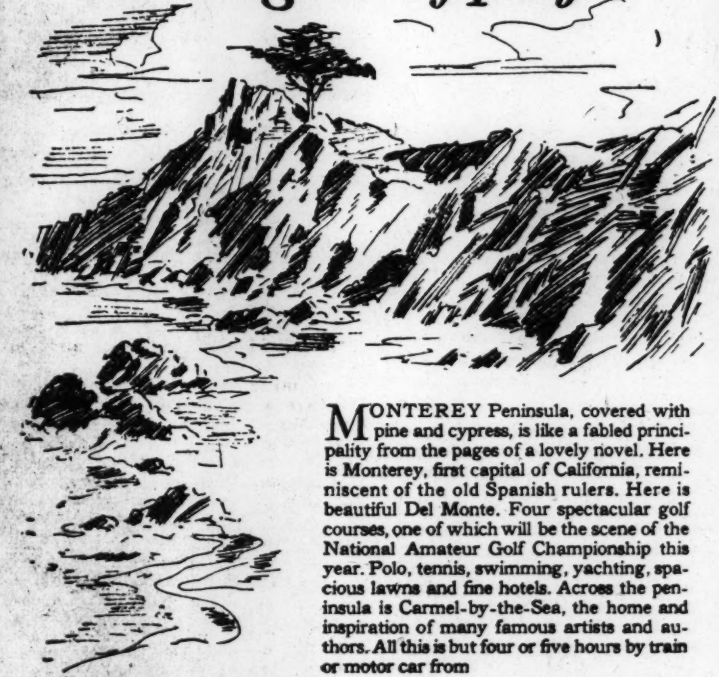 MONTEREY Peninsula, covered with
pine and cypress, is like a fabled princi-
pality from the pages of a lovely novel. Here
is Monterey, first capital of California, remi-
niscent of the old Spanish rulers. Here is
beautiful Del Monte. Four spectacular golf
courses, one of which will be the scene of the
National Amateur Golf Championship this
year. Polo, tennis, swimming, yachting, spa-
cious lawns and fine hotels. Across the pen-
insula is Carmel-by-the-Sea, the home and
inspiration of many famous artists and au-
thors. All this is but four or five hours by train
or motor car from